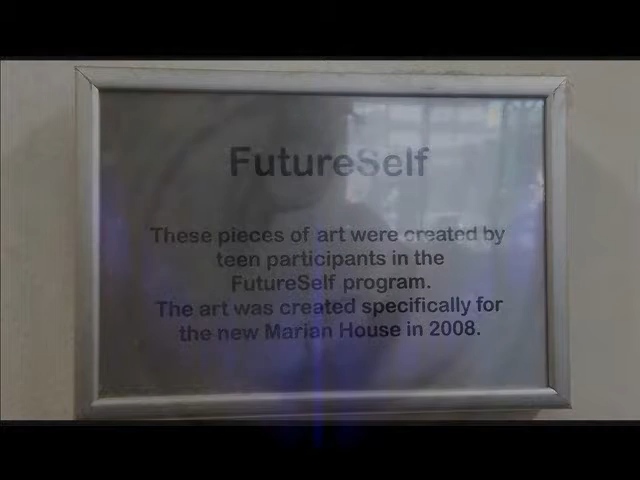 FutureSelf
These pieces of art were created by
teen participants in the
FutureSelf program.
The art was created specifically for
the new Marian House in 2008.